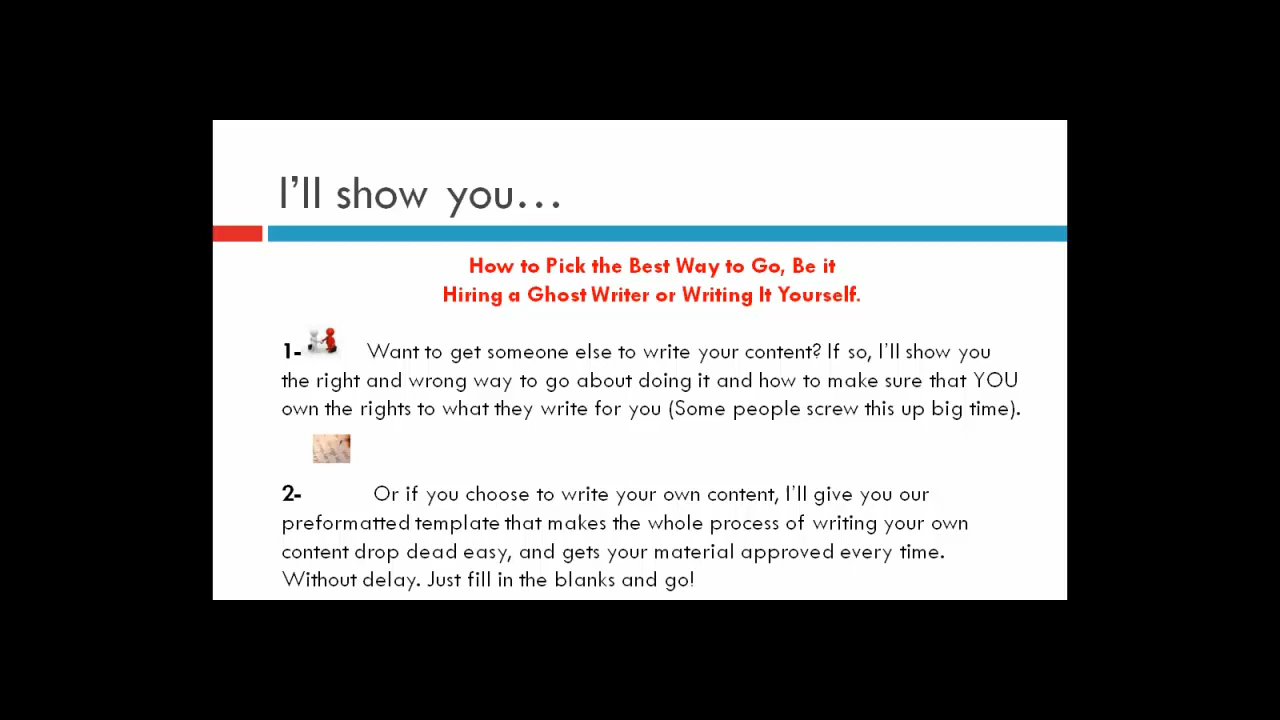 I'll show you...
How to Pick the Best Way to Go, Be it
Hiring a Ghost Writer or Writing It Yourself.
1- Want to get someone else to write your content? If so, I'll show you
the right and wrong way to go about doing it and how to make sure that YOU
own the rights to what they write for you (Some people screw this up big time).
2- Or if you choose to write your own content, I'll give you our
preformatted template that makes the whole process of writing your own
content drop dead easy, and gets your material approved every time.
Without delay. Just fill in the blanks and go!